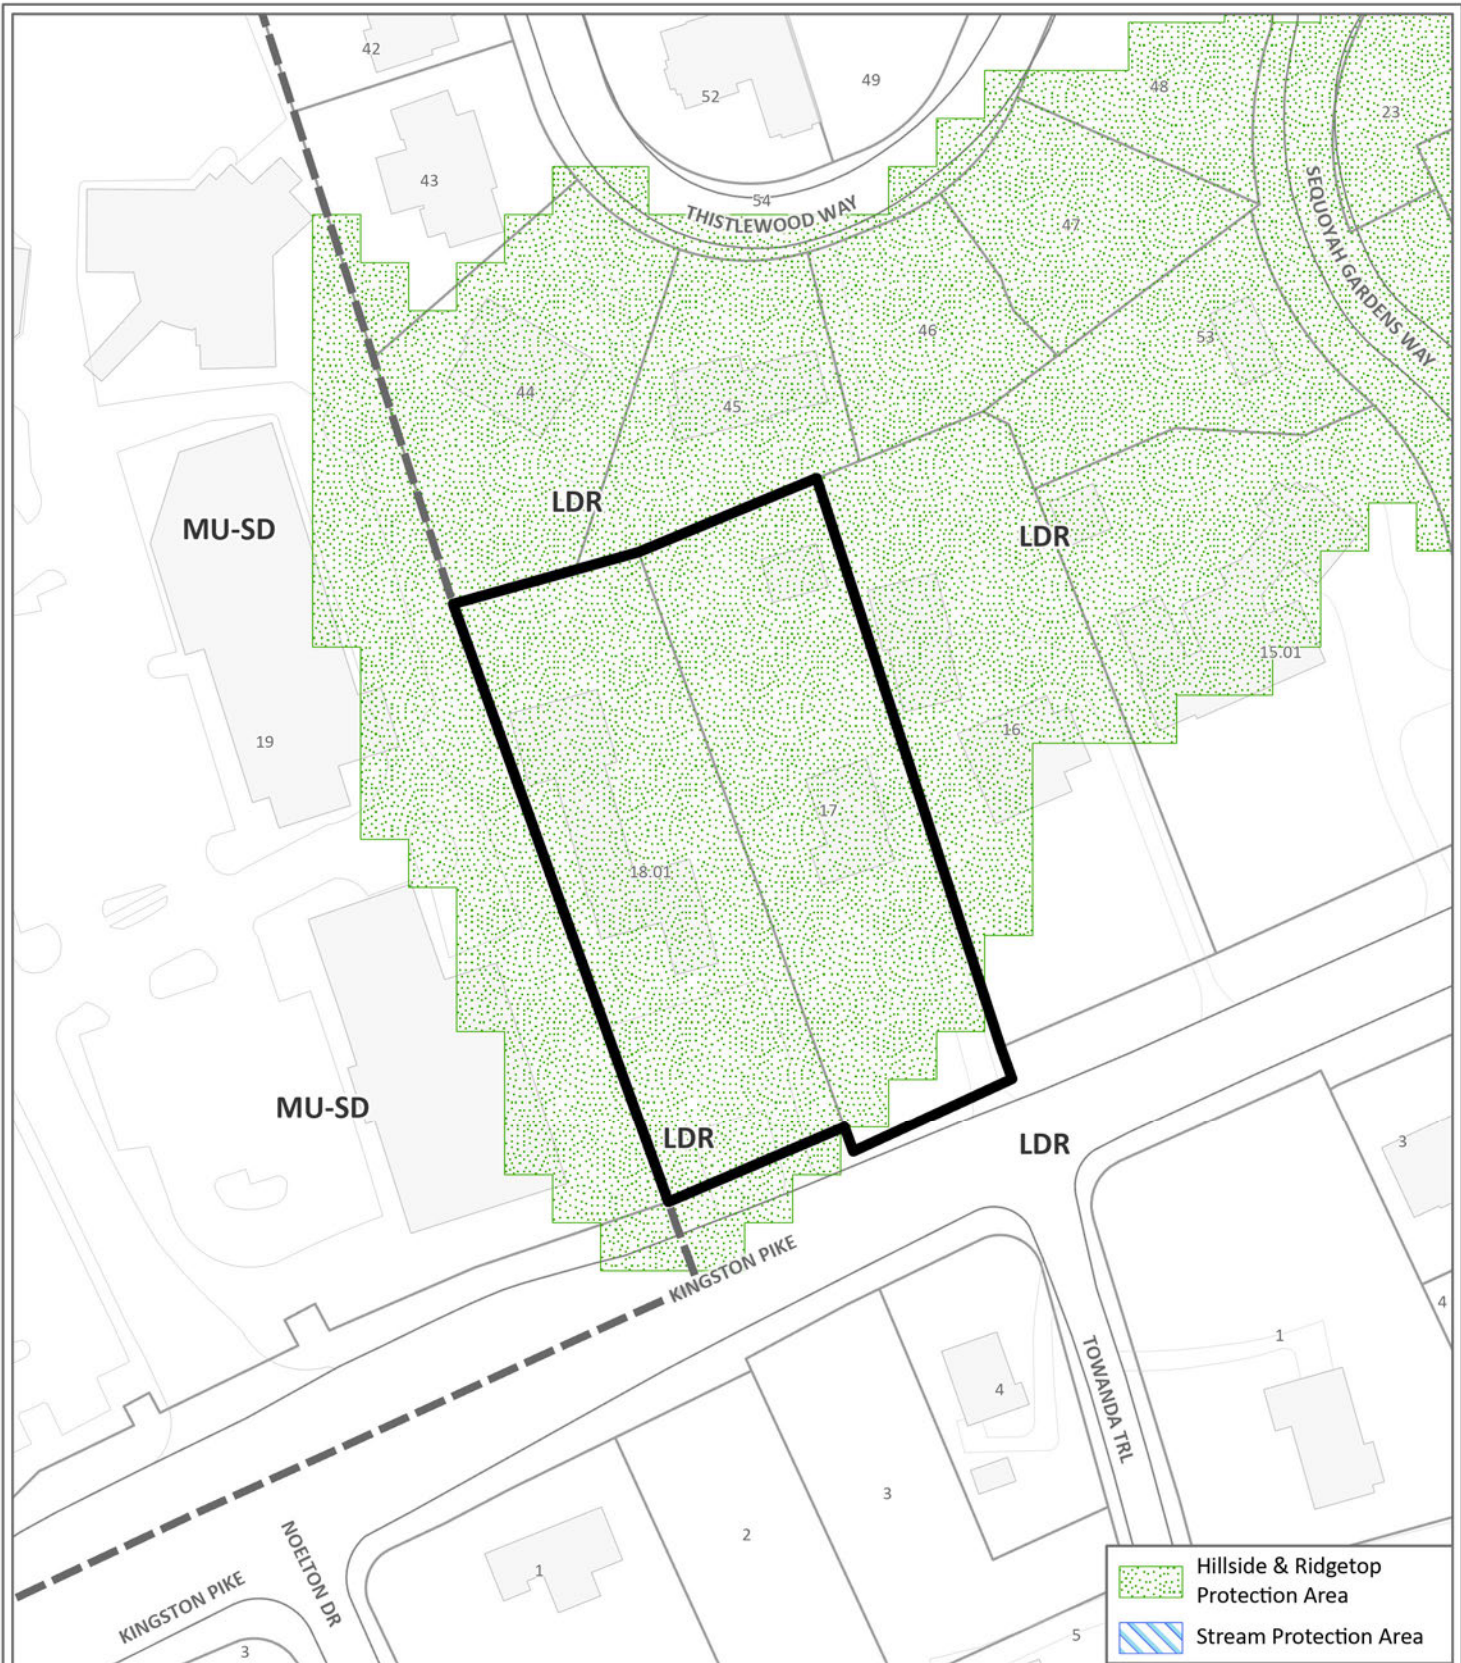 42
52
49
48
23
43
54
THISTLEWOOD WAY
SEQUOYAH GARDENS WAY
47
46
53
44
45
LDR
MU-SD
LDR
15.01
16
19
17
18.01
MU-SD
LDR
LDR
3
KINGSTON PIKE
4
1
TOWANDA TRL
4
3
2
1
NOELTON DR
KINGSTON PIKE
3
5
Hillside & Ridgetop
Protection Area
Stream Protection Area